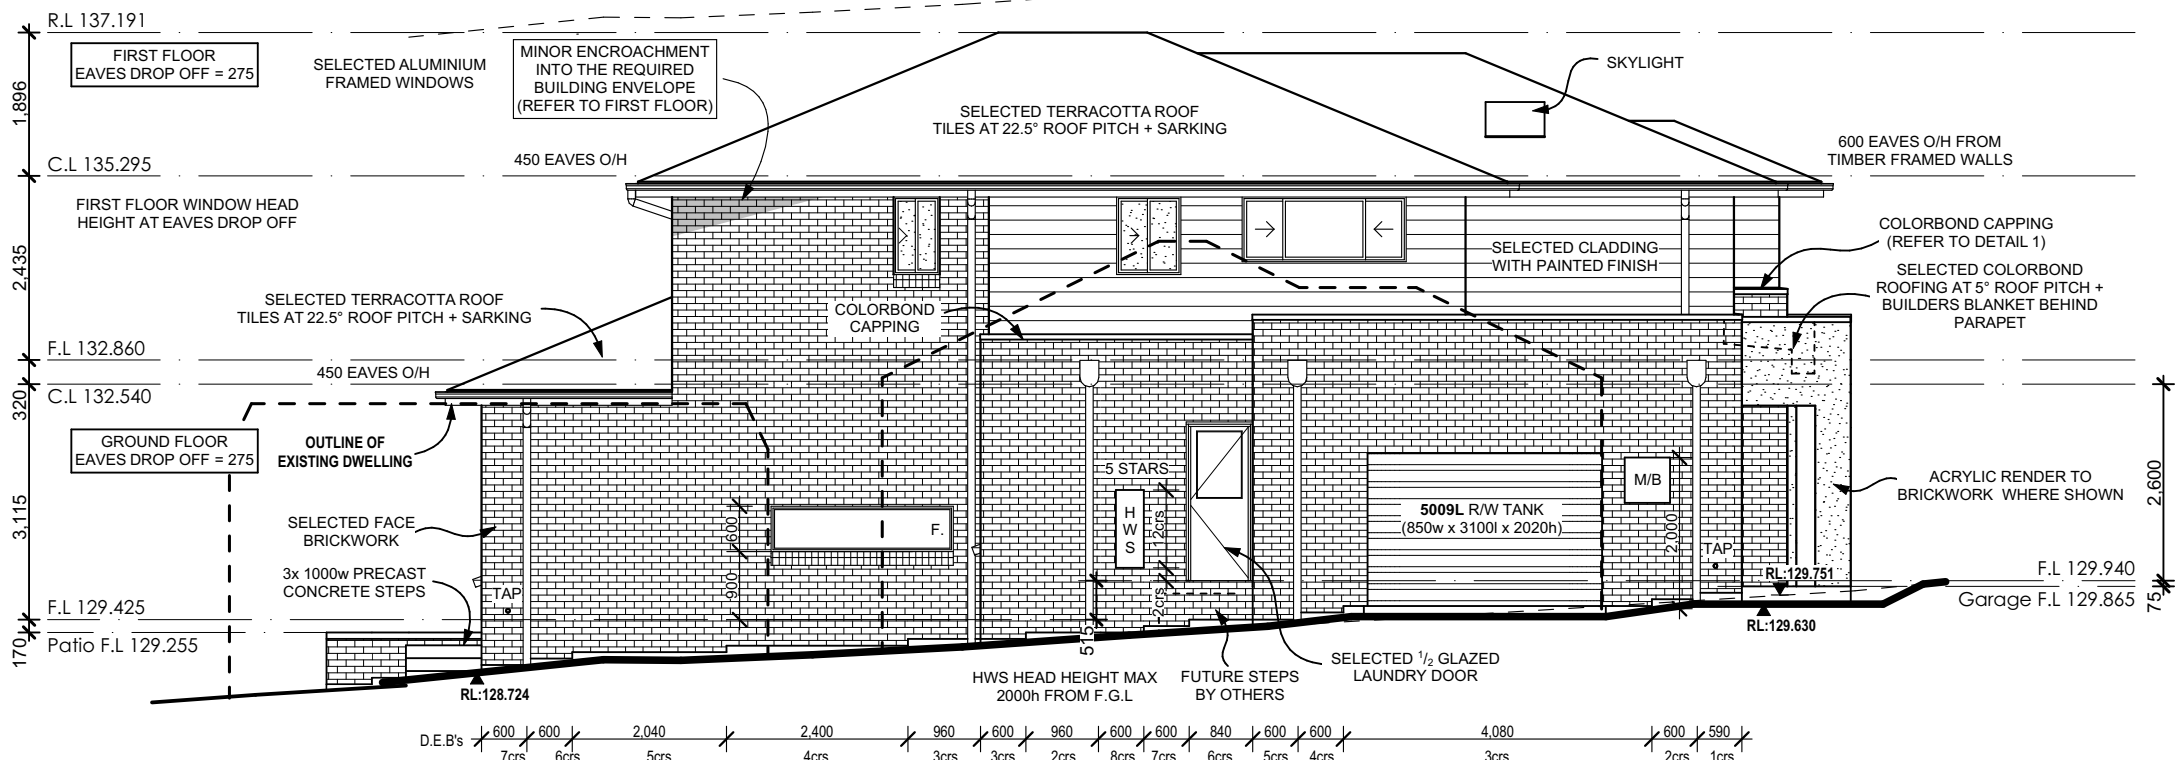 R.L 137.191
FIRST FLOOR
EAVES DROP OFF = 275
SELECTED ALUMINIUM
FRAMED WINDOWS
MINOR ENCROACHMENT
INTO THE REQUIRED
BUILDING ENVELOPE
(REFER TO FIRST FLOOR)
SELECTED TERRACOTTA ROOF
TILES AT 22.5° ROOF PITCH + SARKING
SKYLIGHT
1,896
C.L 135.295
450 EAVES O/H
600 EAVES O/H FROM
TIMBER FRAMED WALLS
FIRST FLOOR WINDOW HEAD
HEIGHT AT EAVES DROP OFF
2,435
SELECTED CLADDING
WITH PAINTED FINISH
COLORBOND CAPPING
(REFER TO DETAIL 1)
SELECTED COLORBOND
ROOFING AT 5° ROOF PITCH +
BUILDERS BLANKET BEHIND
PARAPET
SELECTED TERRACOTTA ROOF
TILES AT 22.5° ROOF PITCH + SARKING
COLORBOND
CAPPING
F.L 132.860
450 EAVES O/H
320
C.L 132.540
GROUND FLOOR
EAVES DROP OFF = 275
OUTLINE OF
EXISTING DWELLING
3,115
SELECTED FACE
BRICKWORK
3x 1000w PRECAST
CONCRETE STEPS
TAP
600
900
F.
5 STARS
H
W
S
12crs
2crs
515
5009L R/W TANK
(850w x 3100l x 2020h)
M/B
2,000
TAP
ACRYLIC RENDER TO
BRICKWORK WHERE SHOWN
2,600
RL:129.751
F.L 129.940
Garage F.L 129.865
75
RL:129.630
F.L 129.425
170
Patio F.L 129.255
RL:128.724
HWS HEAD HEIGHT MAX
2000h FROM F.G.L
FUTURE STEPS
BY OTHERS
SELECTED 1/2 GLAZED
LAUNDRY DOOR
D.E.B's 600 600 2,040 2,400 960 600 960 600 600 840 600 600 4,080 600 590
7crs 6crs 5crs 4crs 3crs 3crs 2crs 8crs 7crs 6crs 5crs 4crs 3crs 2crs 1crs